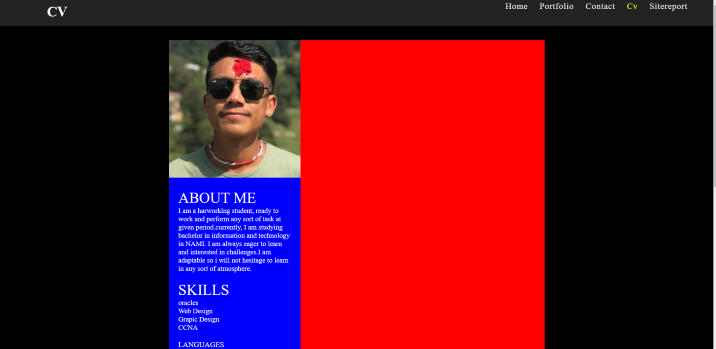 CV
Home Portfolio Contact Cv Sitereport
ABOUT ME
I am a harworking student, ready to
work and perform any sort of task at
given period.currently, I am studying
bachelor in information and technology
in NAMI. I am always eager to learn
and interested in challenges.I am
adaptable so i will not hesitage to learn
in any sort of atmosphere.
SKILLS
oracles
Web Design
Grapic Design
CCNA
LANGUAGES